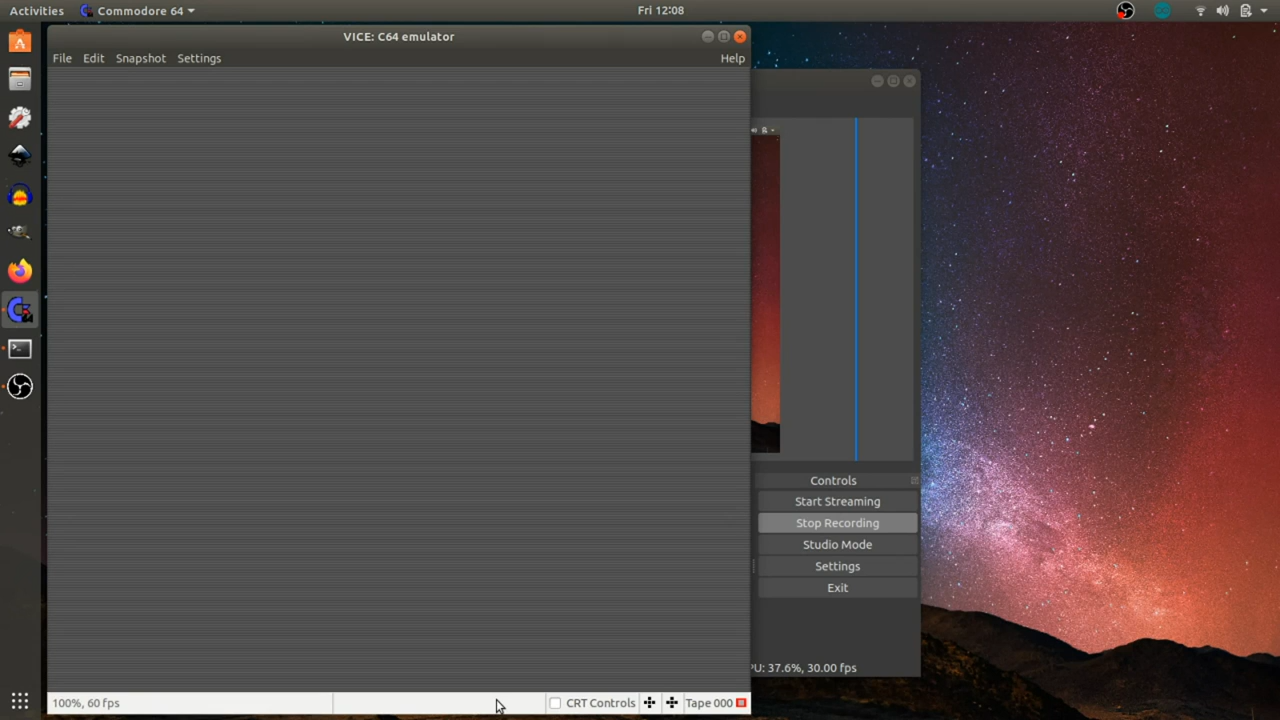 Activities
Commodore 64
Fri 12:08
VICE: C64 emulator
File Edit Snapshot Settings Help
Controls
Start Streaming
Stop Recording
Studio Mode
Settings
Exit
PU: 37.6%, 30.00 fps
100%, 60 fps
CRT Controls
Tape 000